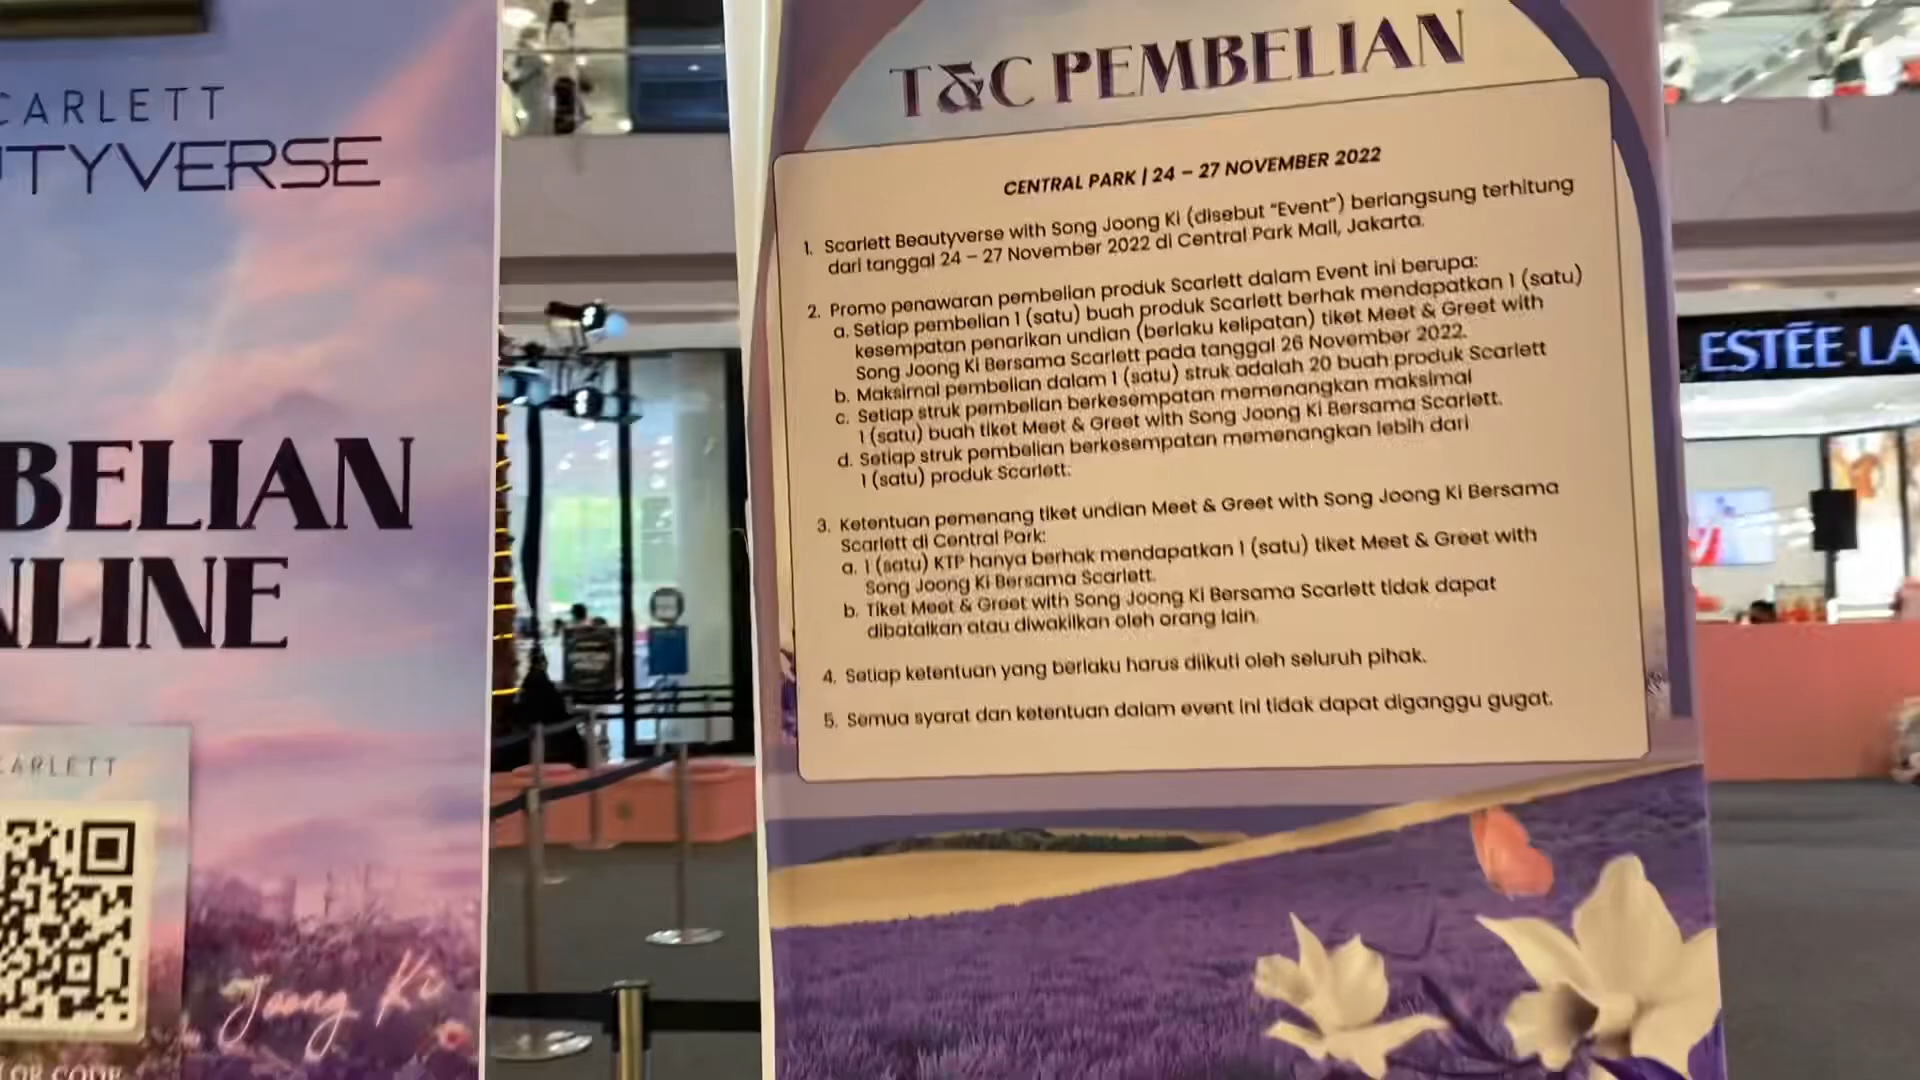 CARLETT
UTYVERSE
BELIAN
NLINE
CARLETT
Joong Ki
QR CODE
T&C PEMBELIAN
CENTRAL PARK | 24 – 27 NOVEMBER 2022
1. Scarlett Beautyverse with Song Joong Ki (disebut “Event”) berlangsung terhitung
dari tanggal 24 – 27 November 2022 di Central Park Mall, Jakarta.
2. Promo penawaran pembelian produk Scarlett dalam Event ini berupa:
a. Setiap pembelian 1 (satu) buah produk Scarlett berhak mendapatkan 1 (satu)
kesempatan penarikan undian (berlaku kelipatan) tiket Meet & Greet with
Song Joong Ki Bersama Scarlett pada tanggal 26 November 2022.
b. Maksimal pembelian dalam 1 (satu) struk adalah 20 buah produk Scarlett
c. Setiap struk pembelian berkesempatan memenangkan maksimal
1 (satu) buah tiket Meet & Greet with Song Joong Ki Bersama Scarlett.
d. Setiap struk pembelian berkesempatan memenangkan lebih dari
1 (satu) produk Scarlett.
3. Ketentuan pemenang tiket undian Meet & Greet with Song Joong Ki Bersama
Scarlett di Central Park:
a. 1 (satu) KTP hanya berhak mendapatkan 1 (satu) tiket Meet & Greet with
Song Joong Ki Bersama Scarlett.
b. Tiket Meet & Greet with Song Joong Ki Bersama Scarlett tidak dapat
dibatalkan atau diwakilkan oleh orang lain.
4. Setiap ketentuan yang berlaku harus diikuti oleh seluruh pihak.
5. Semua syarat dan ketentuan dalam event ini tidak dapat diganggu gugat.
ESTĒE LA